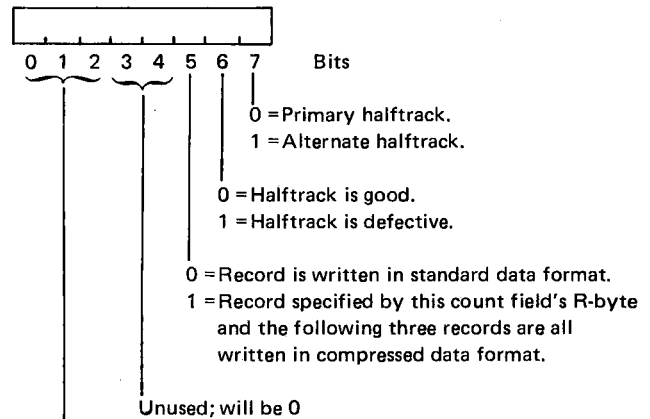 0 1 2 3 4 5 6 7 Bits
0 = Primary halftrack.
1 = Alternate halftrack.
0 = Halftrack is good.
1 = Halftrack is defective.
0 = Record is written in standard data format.
1 = Record specified by this count field's R-byte
and the following three records are all
written in compressed data format.
Unused; will be 0